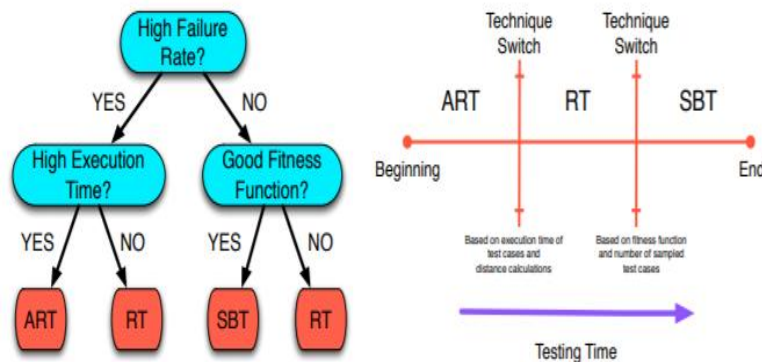 High Failure
Rate?
YES
NO
High Execution
Time?
Good Fitness
Function?
YES
NO
YES
NO
ART
RT
SBT
RT
Technique
Switch
Technique
Switch
ART
RT
SBT
Beginning
End
Based on execution time of
test cases and
distance calculations
Based on fitness function
and number of sampled
test cases
Testing Time